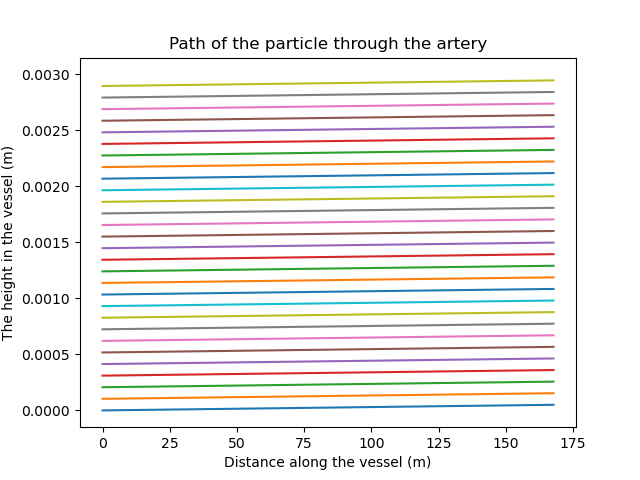 Path of the particle through the artery
The height in the vessel (m)
0.0030
0.0025
0.0020
0.0015
0.0010
0.0005
0.0000
0 25 50 75 100 125 150 175
Distance along the vessel (m)